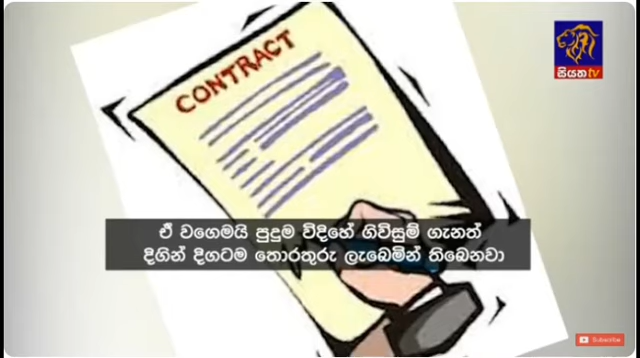 CONTRACT
සියත tv
ඒ වගෙමයි පුදුම විදිහේ ගිවිසුම් ගැනත්
දිගින් දිගටම තොරතුරු ලැබෙමින් තිබෙනවා
Subscribe